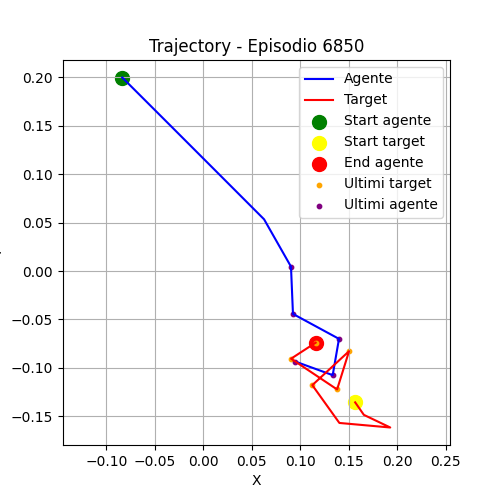 Trajectory - Episodio 6850
Agente
Target
Start agente
Start target
End agente
Ultimi target
Ultimi agente
0.20
0.15
0.10
0.05
0.00
−0.05
−0.10
−0.15
−0.10 −0.05 0.00 0.05 0.10 0.15 0.20 0.25
X